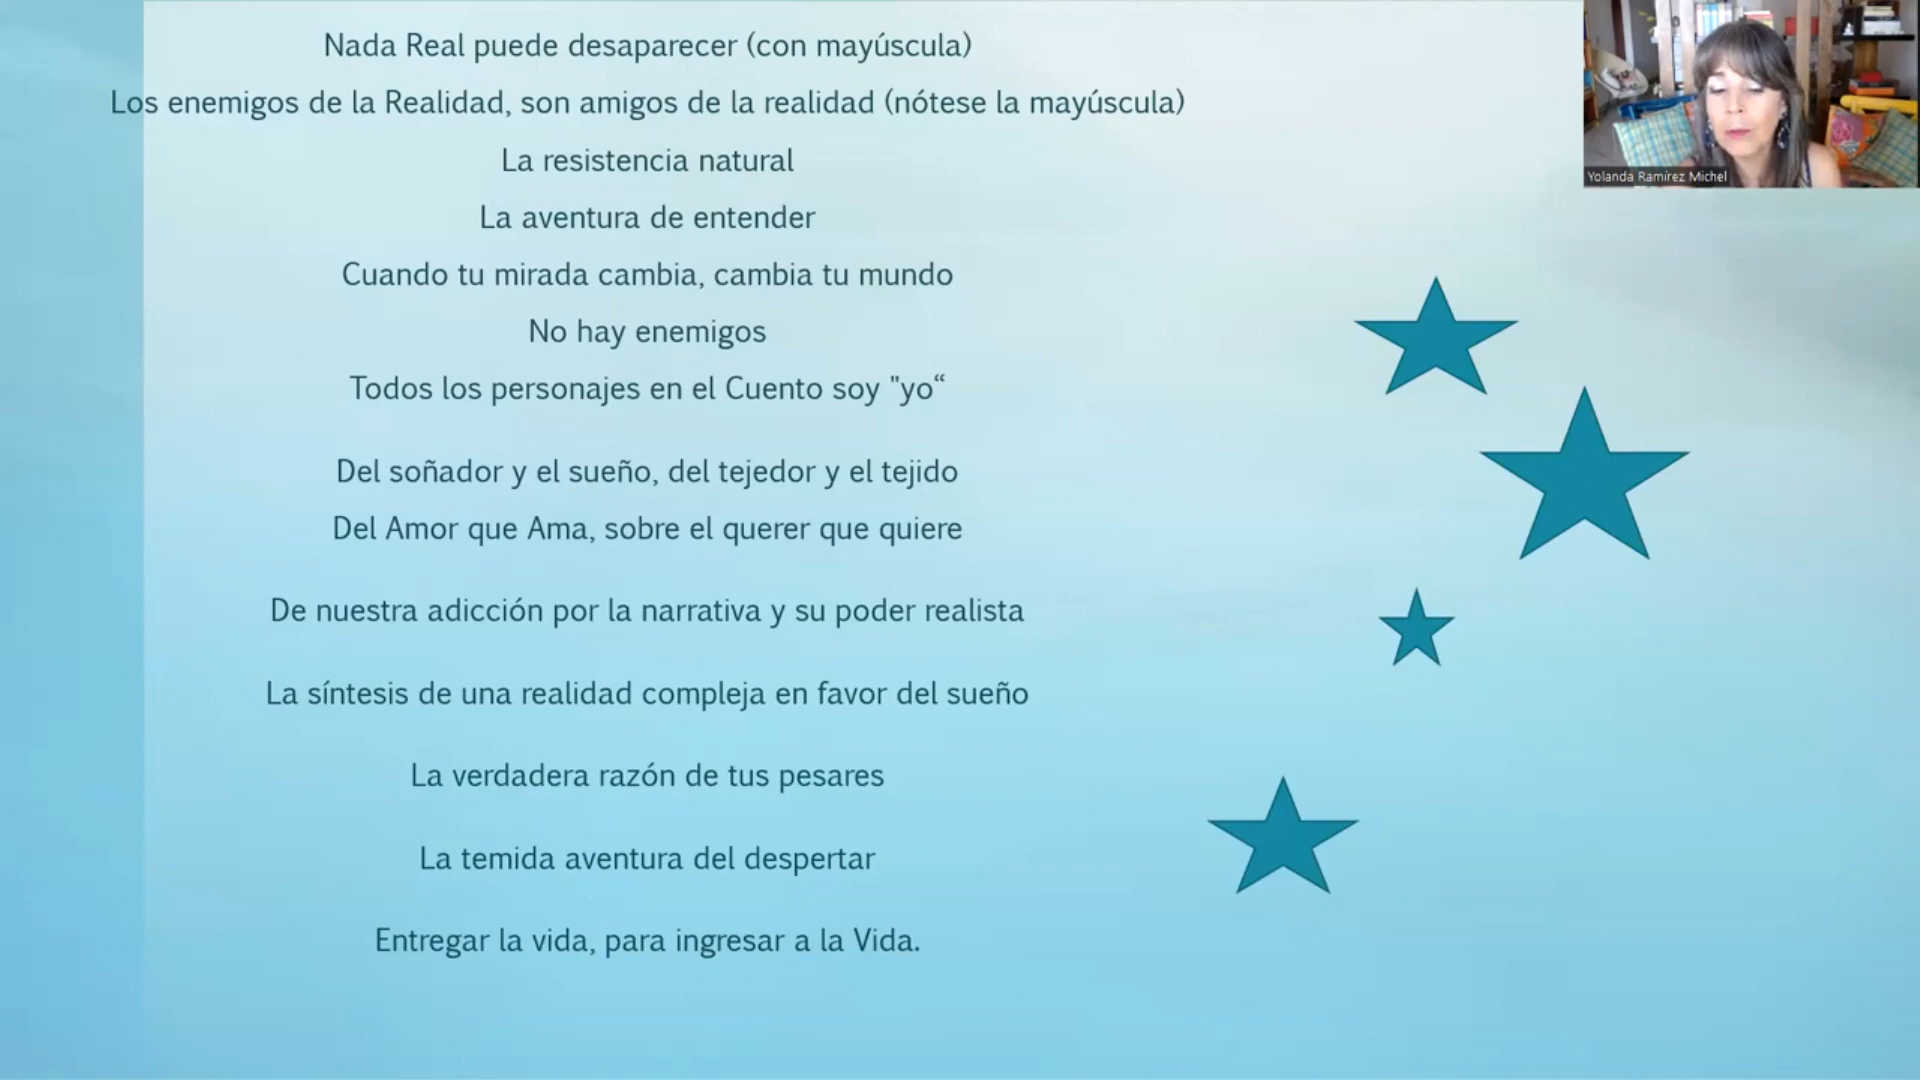 Nada Real puede desaparecer (con mayúscula)
Los enemigos de la Realidad, son amigos de la realidad (nótese la mayúscula)
La resistencia natural
La aventura de entender
Cuando tu mirada cambia, cambia tu mundo
No hay enemigos
Todos los personajes en el Cuento soy "yo“
Del soñador y el sueño, del tejedor y el tejido
Del Amor que Ama, sobre el querer que quiere
De nuestra adicción por la narrativa y su poder realista
La síntesis de una realidad compleja en favor del sueño
La verdadera razón de tus pesares
La temida aventura del despertar
Entregar la vida, para ingresar a la Vida.
Yolanda Ramírez Michel